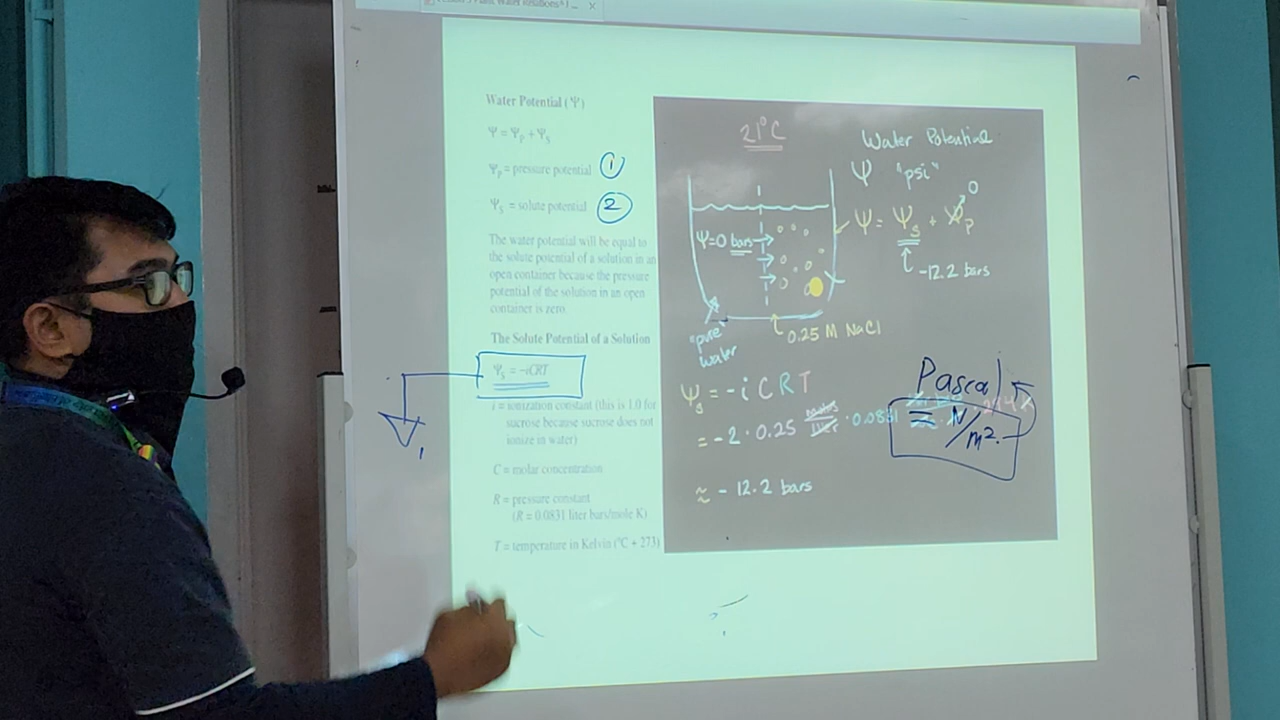 Water Relations
Water Potential (Ψ)
Ψ = Ψp + Ψs
Ψp = pressure potential 1
Ψs = solute potential 2
The water potential will be equal to
the solute potential of a solution in an
open container because the pressure
potential of the solution in an open
container is zero.
The Solute Potential of a Solution
Ψs = -iCRT
i = ionization constant (this is 1.0 for
sucrose because sucrose does not
ionize in water)
C = molar concentration
R = pressure constant
(R = 0.0831 liter bars/mole K)
T = temperature in Kelvin (°C + 273)
21°C
Water Potential
Ψ "psi"
Ψ = Ψs + Ψp 0
-12.2 bars
Ψ=0 bars
"pure"
water
0.25 M NaCl
Ψs = -iCRT
= -2 · 0.25 moles/liter · 0.0831
≈ -12.2 bars
Pascal
= N/m².